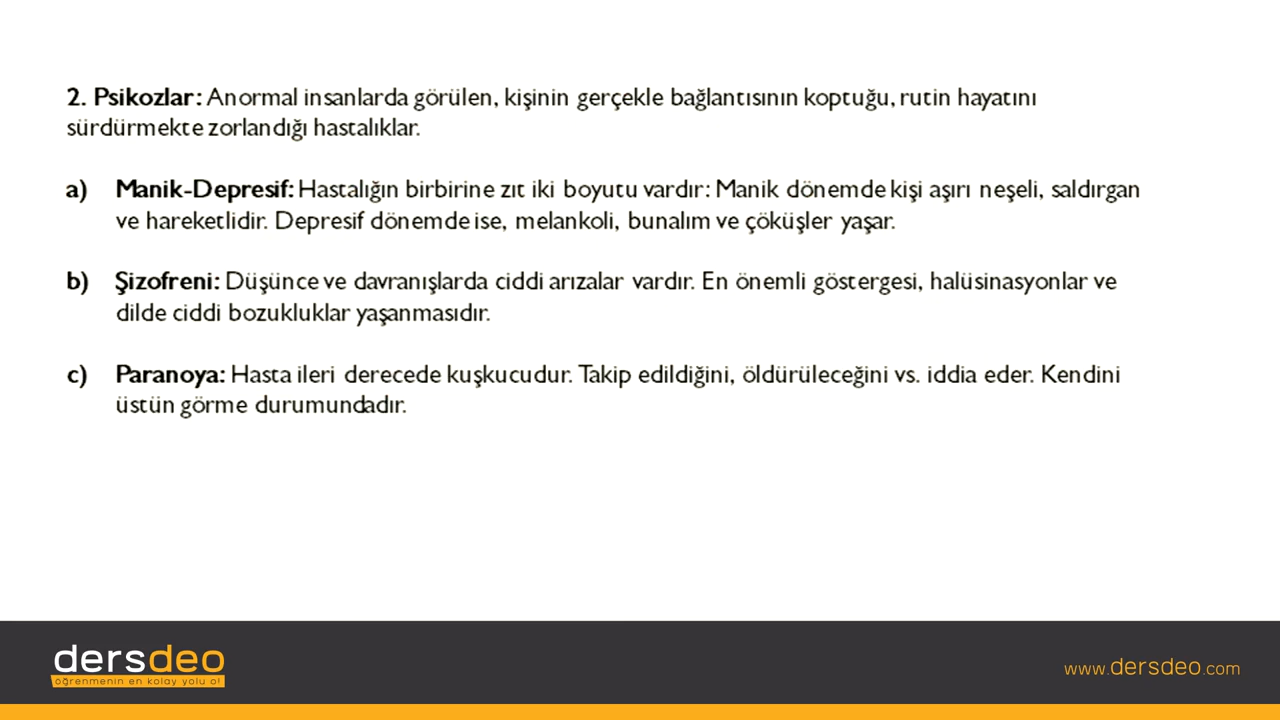 2. Psikozlar: Anormal insanlarda görülen, kişinin gerçekle bağlantısının koptuğu, rutin hayatını
sürdürmekte zorlandığı hastalıklar.
a) Manik-Depresif: Hastalığın birbirine zıt iki boyutu vardır: Manik dönemde kişi aşırı neşeli, saldırgan
ve hareketlidir. Depresif dönemde ise, melankoli, bunalım ve çöküşler yaşar.
b) Şizofreni: Düşünce ve davranışlarda ciddi arızalar vardır. En önemli göstergesi, halüsinasyonlar ve
dilde ciddi bozukluklar yaşanmasıdır.
c) Paranoya: Hasta ileri derecede kuşkucudur. Takip edildiğini, öldürüleceğini vs. iddia eder. Kendini
üstün görme durumundadır.
dersdeo
öğrenmenin en kolay yolu o!
www.dersdeo.com